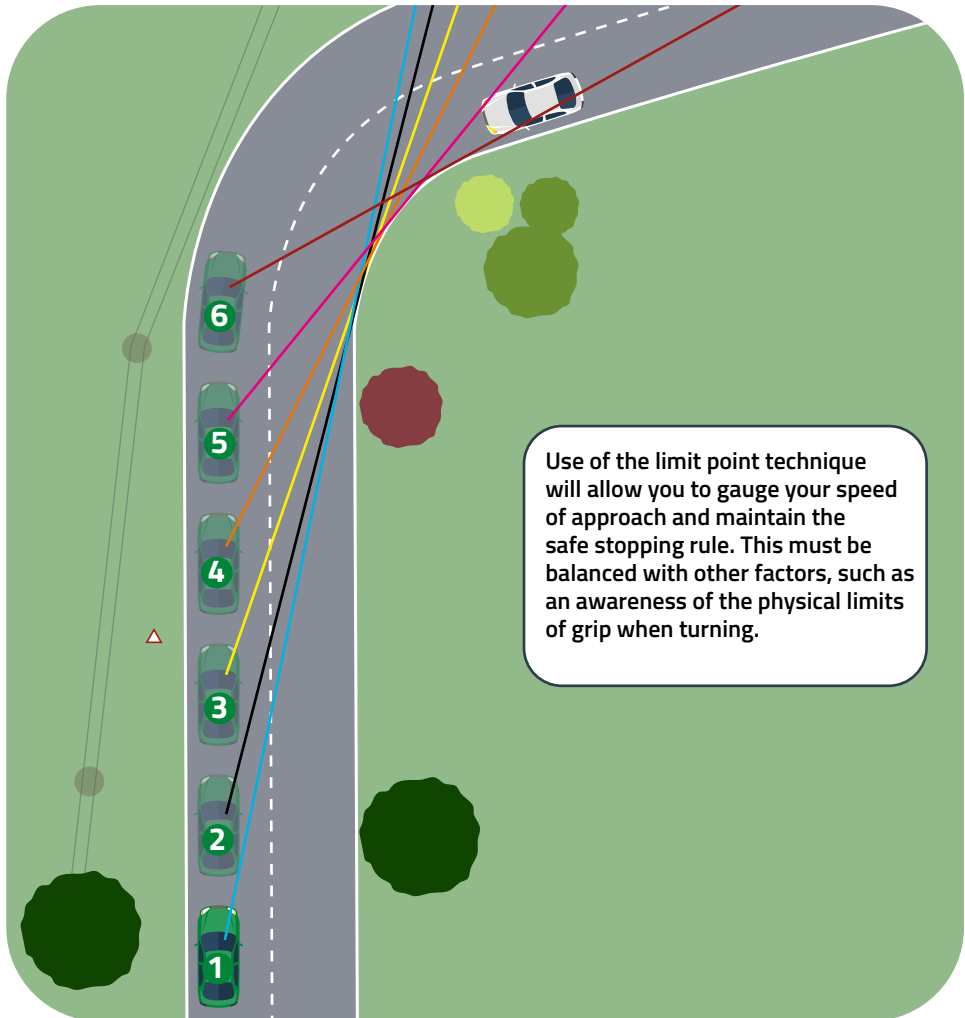 6
5
4
3
2
1
Use of the limit point technique
will allow you to gauge your speed
of approach and maintain the
safe stopping rule. This must be
balanced with other factors, such as
an awareness of the physical limits
of grip when turning.